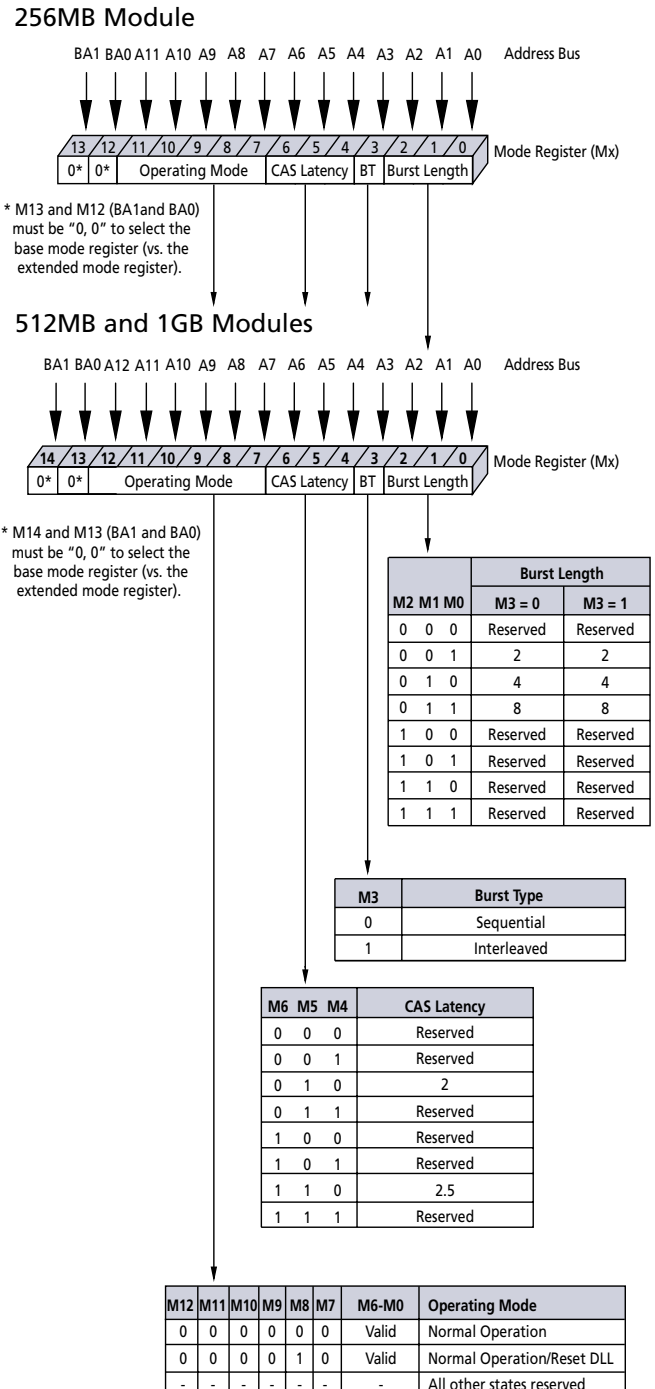 256MB Module
BA1 BA0 A11 A10 A9 A8 A7 A6 A5 A4 A3 A2 A1 A0 Address Bus
13 12 11 10 9 8 7 6 5 4 3 2 1 0 Mode Register (Mx)
0* 0* Operating Mode CAS Latency BT Burst Length
* M13 and M12 (BA1and BA0)
must be “0, 0” to select the
base mode register (vs. the
extended mode register).
512MB and 1GB Modules
BA1 BA0 A12 A11 A10 A9 A8 A7 A6 A5 A4 A3 A2 A1 A0 Address Bus
14 13 12 11 10 9 8 7 6 5 4 3 2 1 0 Mode Register (Mx)
0* 0* Operating Mode CAS Latency BT Burst Length
* M14 and M13 (BA1 and BA0)
must be “0, 0” to select the
base mode register (vs. the
extended mode register).
Burst Length
M2 M1 M0 M3 = 0 M3 = 1
0 0 0 Reserved Reserved
0 0 1 2 2
0 1 0 4 4
0 1 1 8 8
1 0 0 Reserved Reserved
1 0 1 Reserved Reserved
1 1 0 Reserved Reserved
1 1 1 Reserved Reserved
M3 Burst Type
0 Sequential
1 Interleaved
M6 M5 M4 CAS Latency
0 0 0 Reserved
0 0 1 Reserved
0 1 0 2
0 1 1 Reserved
1 0 0 Reserved
1 0 1 Reserved
1 1 0 2.5
1 1 1 Reserved
M12 M11 M10 M9 M8 M7 M6-M0 Operating Mode
0 0 0 0 0 0 Valid Normal Operation
0 0 0 0 1 0 Valid Normal Operation/Reset DLL
- - - - - - - All other states reserved